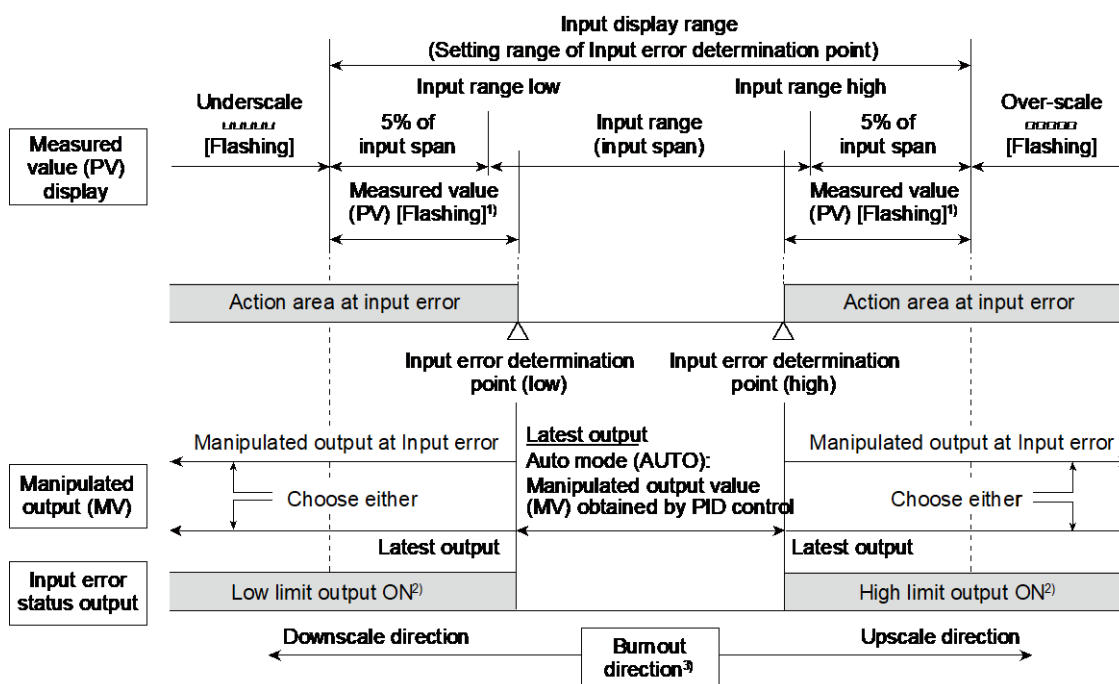 Input display range
(Setting range of Input error determination point)
Input range low
Input range high
Underscale
[Flashing]
5% of
input span
Input range
(input span)
5% of
input span
Over-scale
[Flashing]
Measured
value (PV)
display
Measured value
(PV) [Flashing]1)
Measured value
(PV) [Flashing]1)
Action area at input error
Action area at input error
Input error determination
point (low)
Input error determination
point (high)
Manipulated output at Input error
Latest output
Auto mode (AUTO):
Manipulated output value
(MV) obtained by PID control
Manipulated output at Input error
Manipulated
output (MV)
Choose either
Choose either
Latest output
Latest output
Input error
status output
Low limit output ON2)
High limit output ON2)
Downscale direction
Burnout
direction3)
Upscale direction